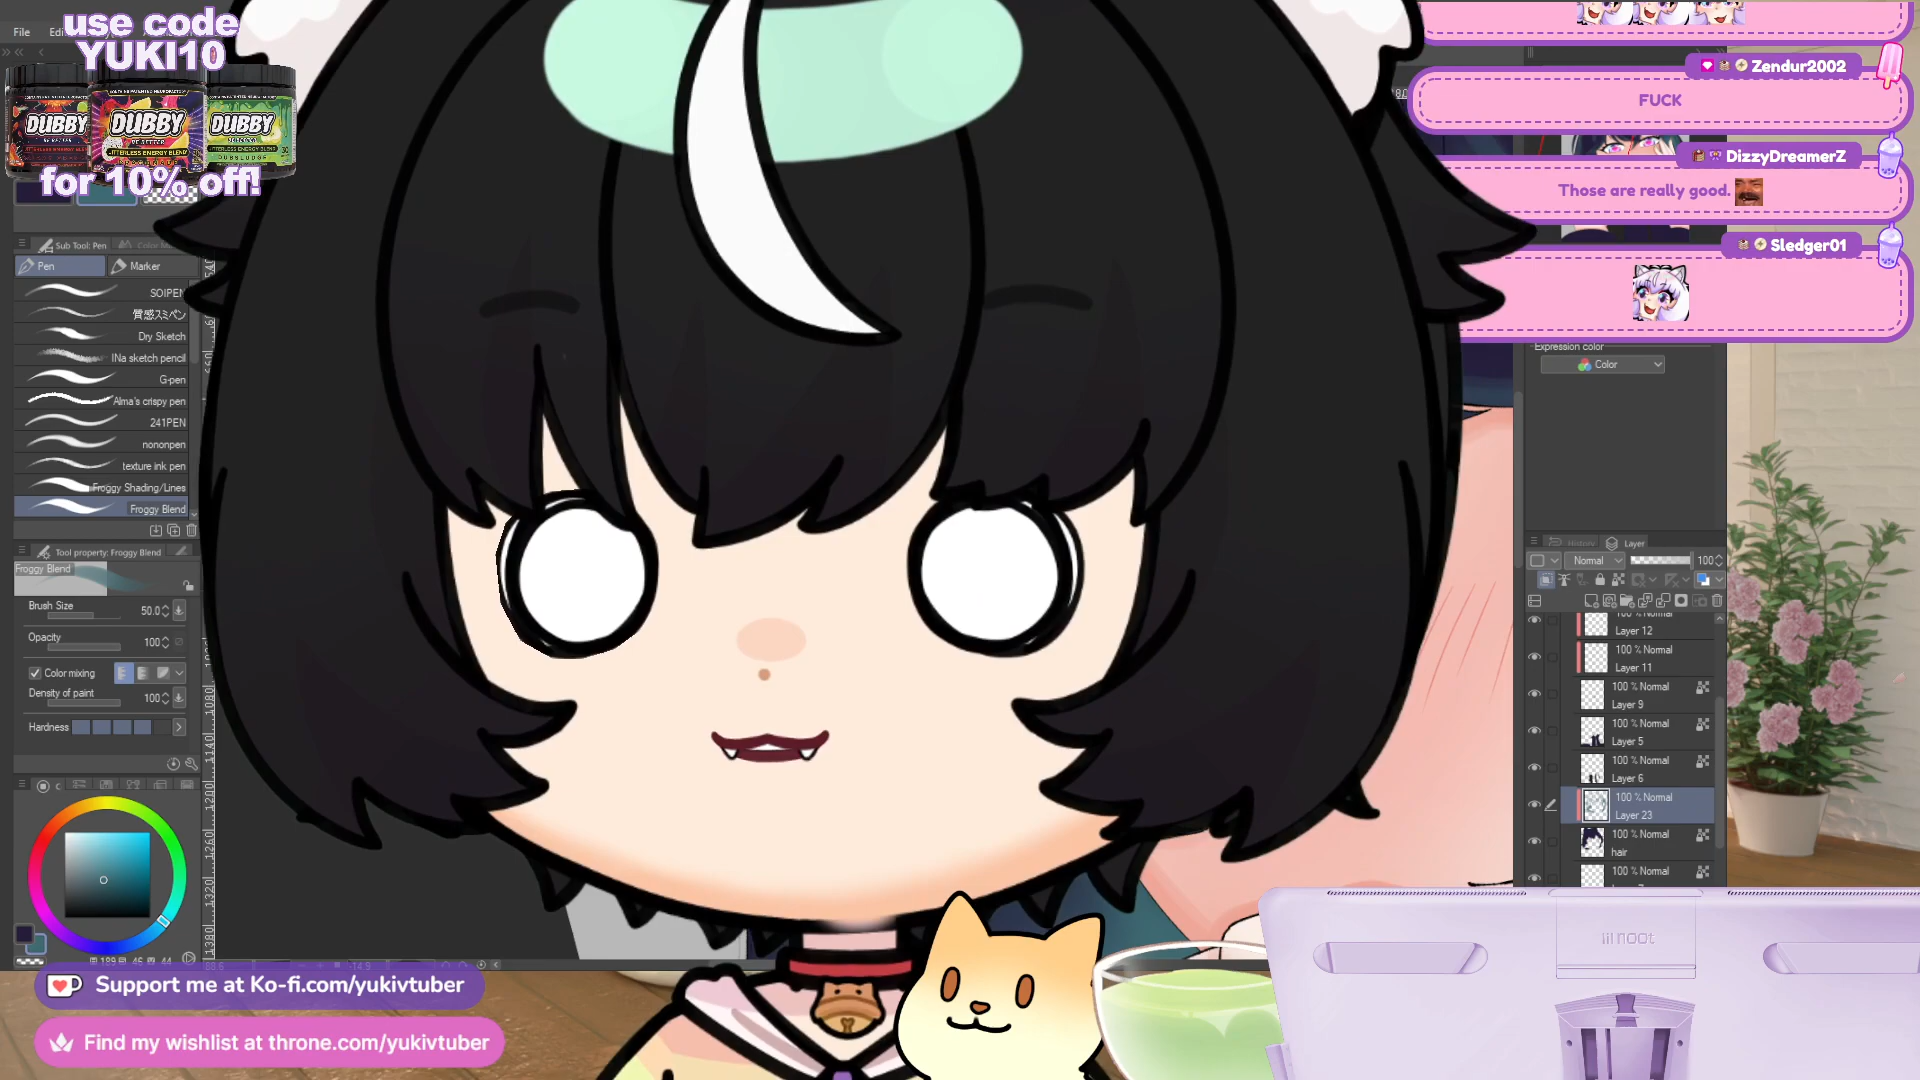 File
use code
YUKI10
DUBBY
DUBBY
DUBBY
for 10% off!
Sub Tool: Pen
Pen
Marker
SOIPEN
質感スミペン
Dry Sketch
INa sketch pencil
G-pen
Alma's crispy pen
241PEN
nononpen
texture ink pen
Froggy Shading/Lines
Froggy Blend
Tool property: Froggy Blend
Froggy Blend
Brush Size
50.0
Opacity
100
Color mixing
Density of paint
100
Hardness
Support me at Ko-fi.com/yukivtuber
Find my wishlist at throne.com/yukivtuber
Zendur2002
FUCK
DizzyDreamerZ
Those are really good.
Sledger01
Expression color
Color
History
Layer
Normal
100
100 % Normal
Layer 12
100 % Normal
Layer 11
100 % Normal
Layer 9
100 % Normal
Layer 5
100 % Normal
Layer 6
100 % Normal
Layer 23
100 % Normal
hair
100 % Normal
lil noot